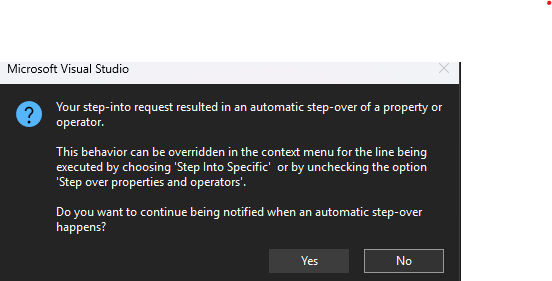 Microsoft Visual Studio
Your step-into request resulted in an automatic step-over of a property or
operator.
This behavior can be overridden in the context menu for the line being
executed by choosing 'Step Into Specific'  or by unchecking the option
'Step over properties and operators'.
Do you want to continue being notified when an automatic step-over
happens?
Yes
No